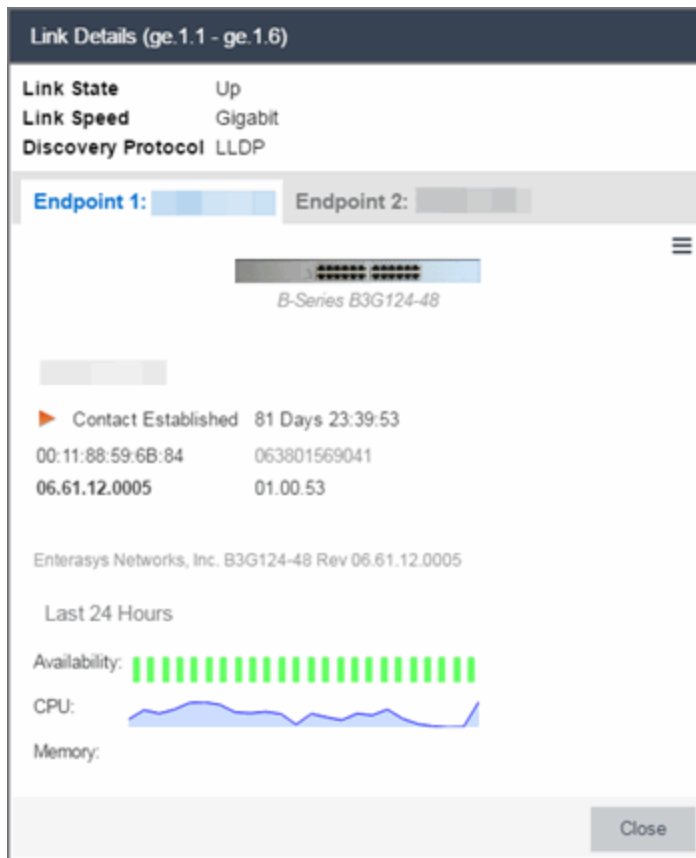 Link Details (ge.1.1 - ge.1.6)
Link State Up
Link Speed Gigabit
Discovery Protocol LLDP
Endpoint 1: Endpoint 2:
B-Series B3G124-48
Contact Established 81 Days 23:39:53
00:11:88:59:6B:84 063801569041
06.61.12.0005 01.00.53
Enterasys Networks, Inc. B3G124-48 Rev 06.61.12.0005
Last 24 Hours
Availability:
CPU:
Memory:
Close